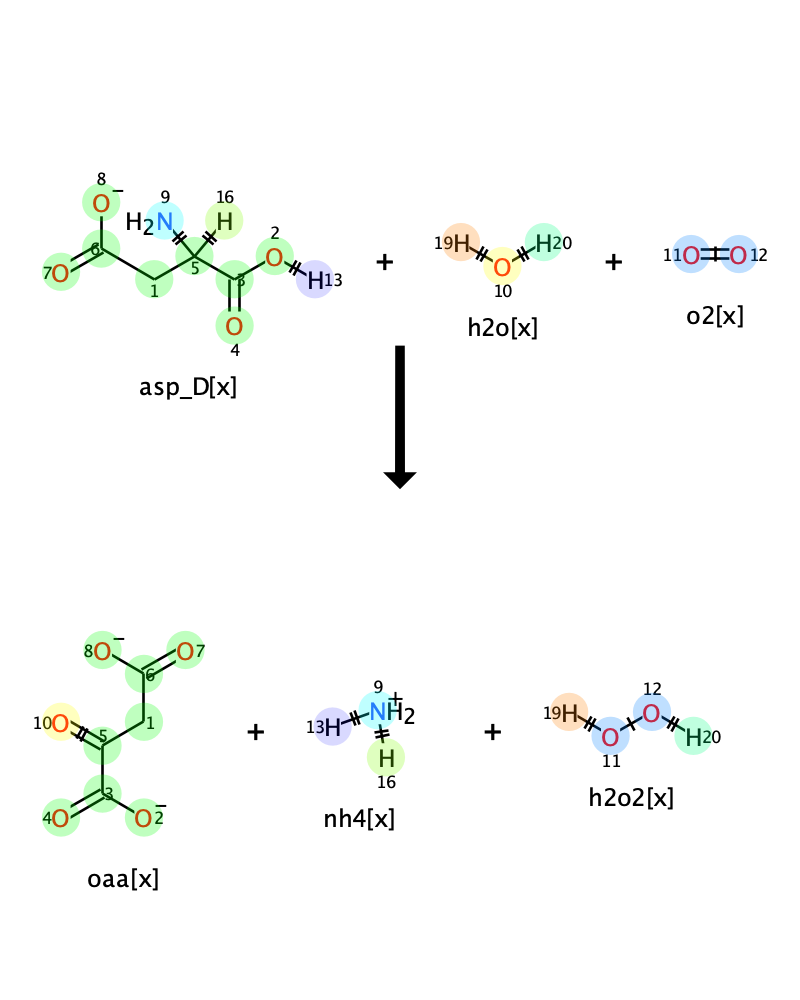 8
O−
9
16
H2N
H
2
O
19H
H20
11O
O12
6
7O
5
3
H13
+
O
+
1
10
O
4
h2o[x]
o2[x]
asp_D[x]
8O−
O7
6
9
12
10O
1
13H
NH2+
19H
O
5
+
+
O
H20
H
11
3
16
4O
O2−
nh4[x]
h2o2[x]
oaa[x]